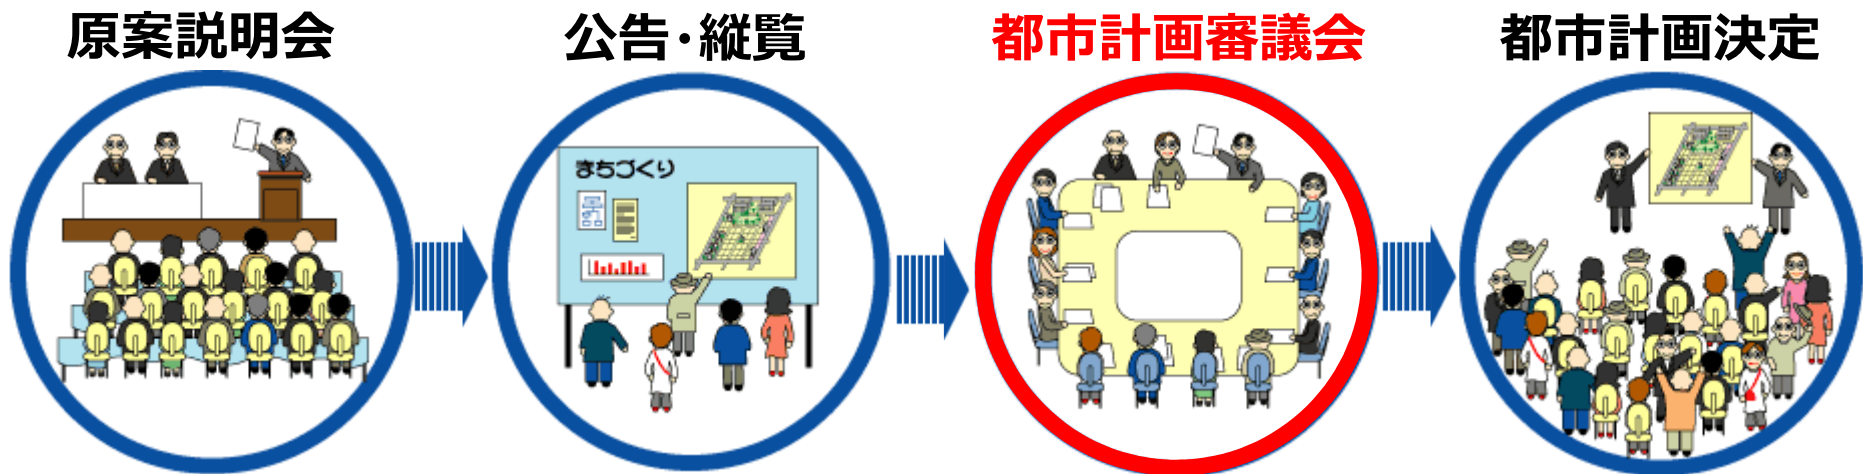 原案説明会
公告・縦覧
都市計画審議会
都市計画決定
まちづくり